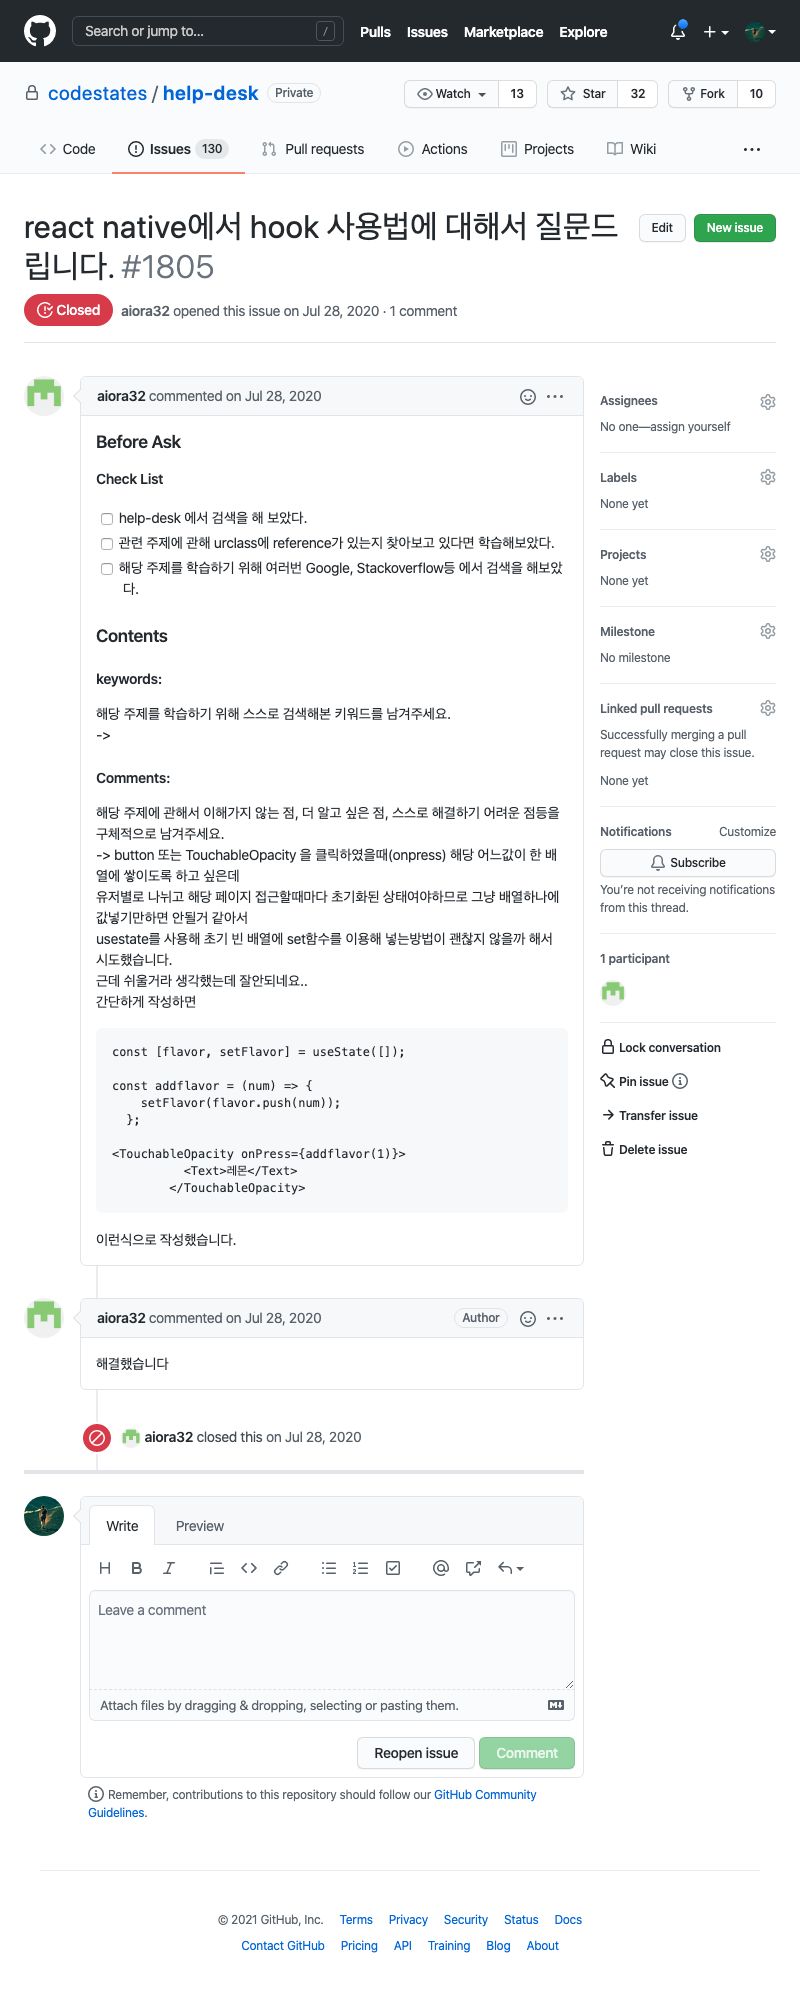 Search or jump to...
/
Pulls
Issues
Marketplace
Explore
codestates / help-desk
Private
Watch
13
Star
32
Fork
10
Code
Issues 130
Pull requests
Actions
Projects
Wiki
react native에서 hook 사용법에 대해서 질문드
립니다. #1805
Edit
New issue
Closed
aiora32 opened this issue on Jul 28, 2020 · 1 comment
aiora32 commented on Jul 28, 2020
Before Ask
Check List
help-desk 에서 검색을 해 보았다.
관련 주제에 관해 urclass에 reference가 있는지 찾아보고 있다면 학습해보았다.
해당 주제를 학습하기 위해 여러번 Google, Stackoverflow등 에서 검색을 해보았
다.
Contents
keywords:
해당 주제를 학습하기 위해 스스로 검색해본 키워드를 남겨주세요.
->
Comments:
해당 주제에 관해서 이해가지 않는 점, 더 알고 싶은 점, 스스로 해결하기 어려운 점등을
구체적으로 남겨주세요.
-> button 또는 TouchableOpacity 을 클릭하였을때(onpress) 해당 어느값이 한 배
열에 쌓이도록 하고 싶은데
유저별로 나뉘고 해당 페이지 접근할때마다 초기화된 상태여야하므로 그냥 배열하나에
값넣기만하면 안될거 같아서
usestate를 사용해 초기 빈 배열에 set함수를 이용해 넣는방법이 괜찮지 않을까 해서
시도했습니다.
근데 쉬울거라 생각했는데 잘안되네요..
간단하게 작성하면
const [flavor, setFlavor] = useState([]);
const addflavor = (num) => {
setFlavor(flavor.push(num));
};
<TouchableOpacity onPress={addflavor(1)}>
<Text>레몬</Text>
</TouchableOpacity>
이런식으로 작성했습니다.
aiora32 commented on Jul 28, 2020
Author
해결했습니다
aiora32 closed this on Jul 28, 2020
Write
Preview
H B I
Leave a comment
Attach files by dragging & dropping, selecting or pasting them.
Reopen issue
Comment
Remember, contributions to this repository should follow our GitHub Community
Guidelines.
Assignees
No one—assign yourself
Labels
None yet
Projects
None yet
Milestone
No milestone
Linked pull requests
Successfully merging a pull
request may close this issue.
None yet
Notifications
Customize
Subscribe
You're not receiving notifications
from this thread.
1 participant
Lock conversation
Pin issue
Transfer issue
Delete issue
© 2021 GitHub, Inc.
Terms
Privacy
Security
Status
Docs
Contact GitHub
Pricing
API
Training
Blog
About